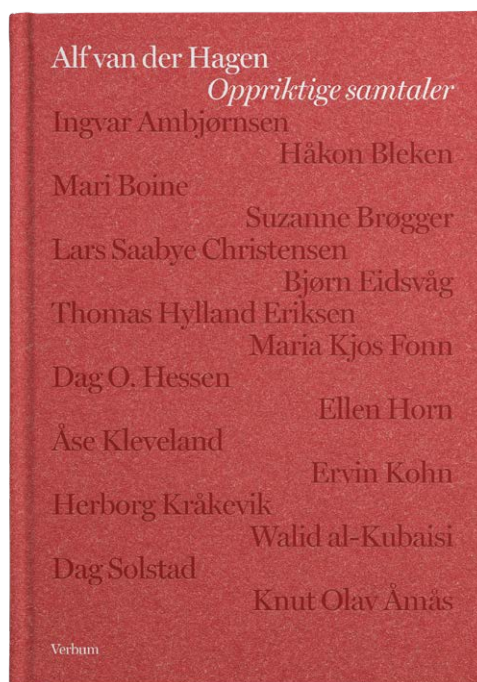 Alf van der Hagen
Oppriktige samtaler
Ingvar Ambjørnsen
Håkon Bleken
Mari Boine
Suzanne Brøgger
Lars Saabye Christensen
Bjørn Eidsvåg
Thomas Hylland Eriksen
Maria Kjos Fonn
Dag O. Hessen
Ellen Horn
Åse Kleveland
Ervin Kohn
Herborg Kråkevik
Walid al-Kubaisi
Dag Solstad
Knut Olav Åmås
Verbum